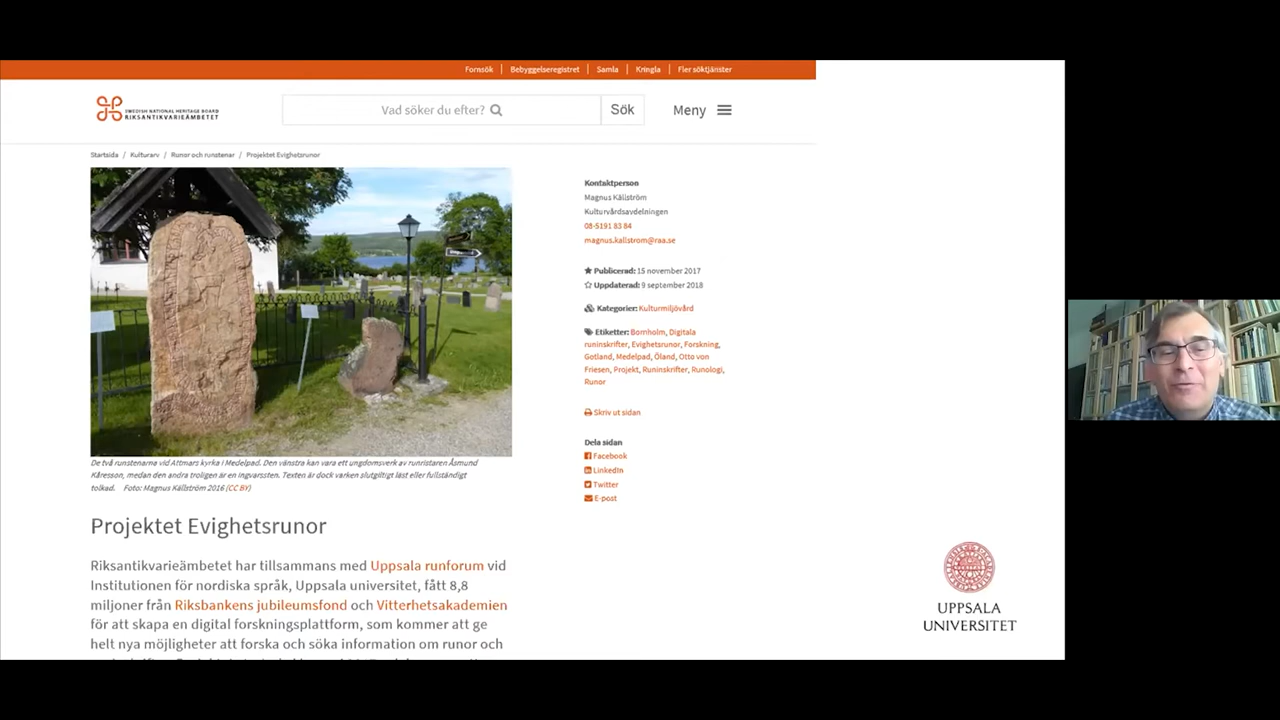 Fornsök
Bebyggelseregistret
Samla
Kringla
Fler söktjänster
SWEDISH NATIONAL HERITAGE BOARD
RIKSANTIKVARIEÄMBETET
Vad söker du efter?
Sök
Meny
Startsida / Kulturarv / Runor och runstenar / Projektet Evighetsrunor
De två runstenarna vid Attmars kyrka i Medelpad. Den vänstra kan vara ett ungdomsverk av runristaren Åsmund
Kåresson, medan den andra troligen är en Ingvarssten. Texten är dock varken slutgiltigt läst eller fullständigt
tolkad. Foto: Magnus Källström 2016 (CC BY)
Projektet Evighetsrunor
Riksantikvarieämbetet har tillsammans med Uppsala runforum vid
Institutionen för nordiska språk, Uppsala universitet, fått 8,8
miljoner från Riksbankens jubileumsfond och Vitterhetsakademien
för att skapa en digital forskningsplattform, som kommer att ge
helt nya möjligheter att forska och söka information om runor och
Kontaktperson
Magnus Källström
Kulturvårdsavdelningen
08-5191 83 84
magnus.kallstrom@raa.se
Publicerad: 15 november 2017
Uppdaterad: 9 september 2018
Kategorier: Kulturmiljövård
Etiketter: Bornholm, Digitala
runinskrifter, Evighetsrunor, Forskning,
Gotland, Medelpad, Öland, Otto von
Friesen, Projekt, Runinskrifter, Runologi,
Runor
Skriv ut sidan
Dela sidan
Facebook
LinkedIn
Twitter
E-post
UPPSALA
UNIVERSITET